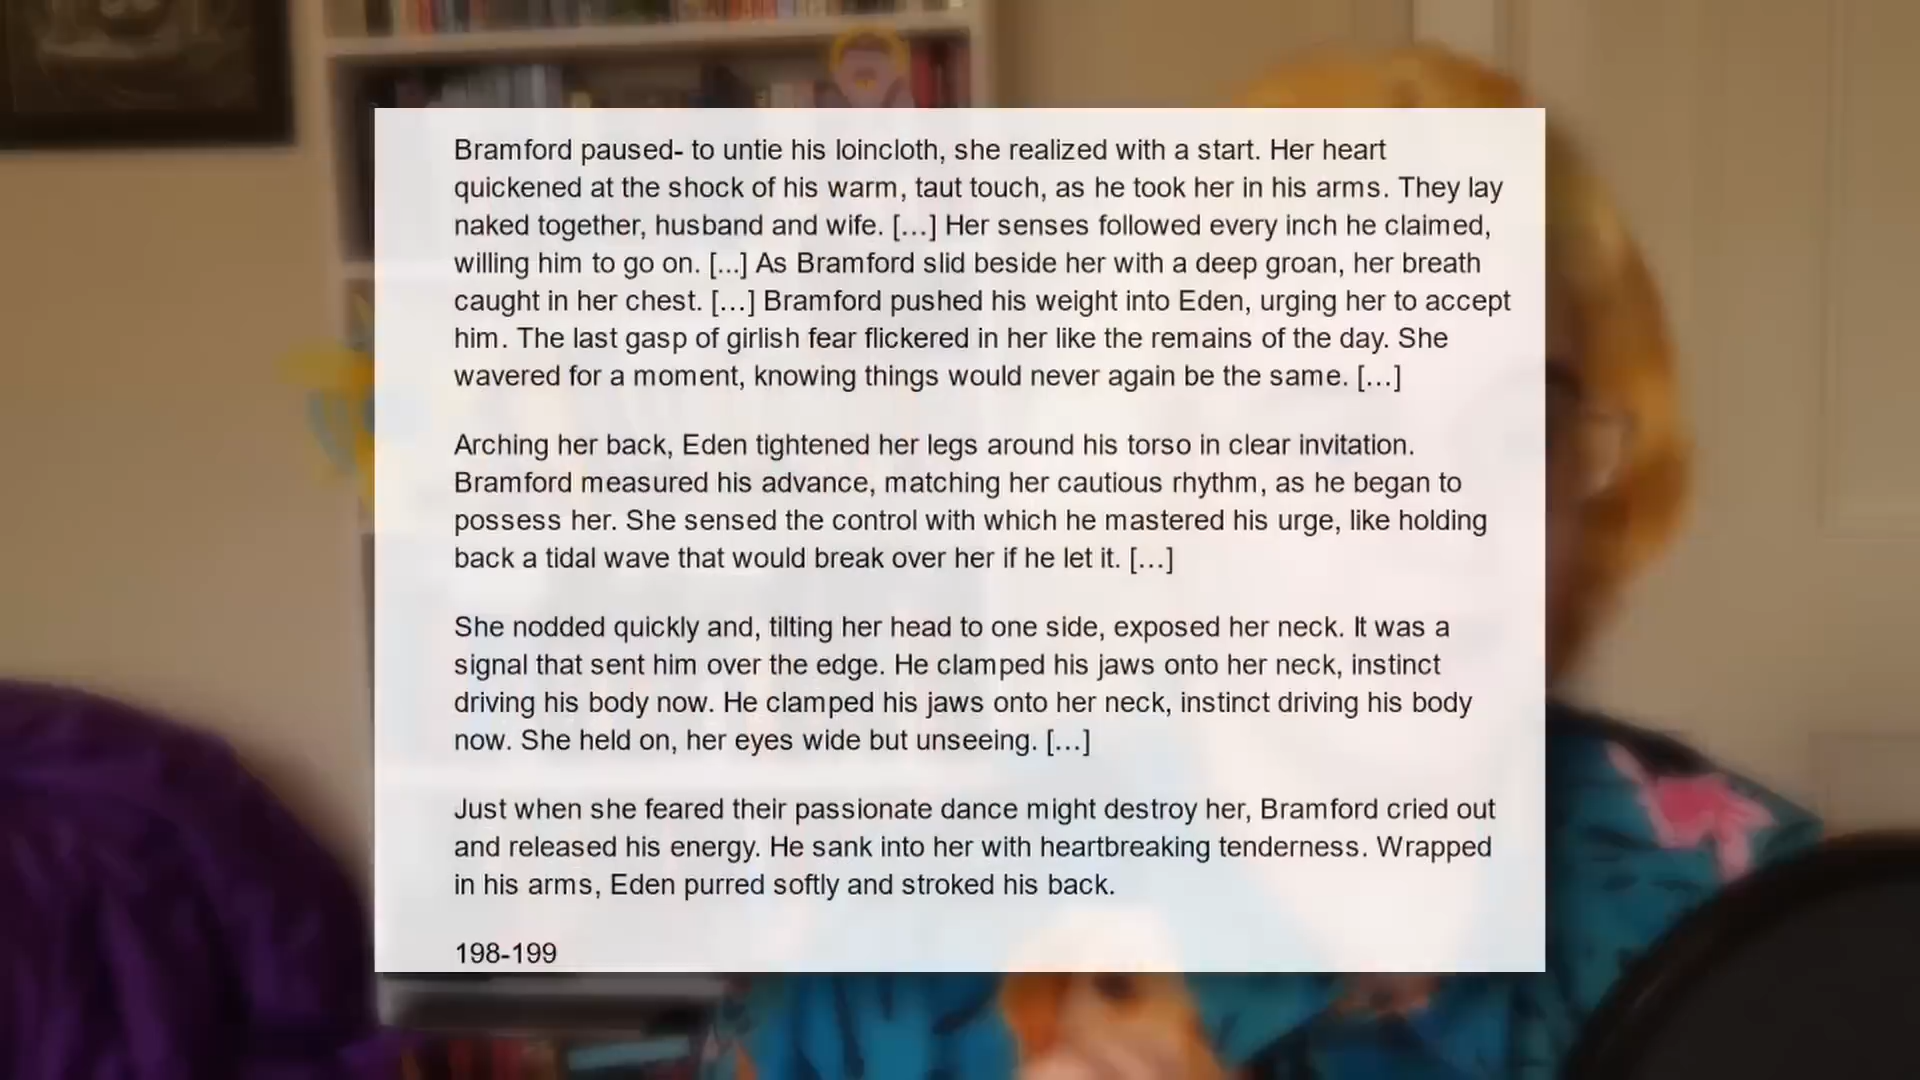 Bramford paused- to untie his loincloth, she realized with a start. Her heart
quickened at the shock of his warm, taut touch, as he took her in his arms. They lay
naked together, husband and wife. [...] Her senses followed every inch he claimed,
willing him to go on. [...] As Bramford slid beside her with a deep groan, her breath
caught in her chest. [...] Bramford pushed his weight into Eden, urging her to accept
him. The last gasp of girlish fear flickered in her like the remains of the day. She
wavered for a moment, knowing things would never again be the same. [...]
Arching her back, Eden tightened her legs around his torso in clear invitation.
Bramford measured his advance, matching her cautious rhythm, as he began to
possess her. She sensed the control with which he mastered his urge, like holding
back a tidal wave that would break over her if he let it. [...]
She nodded quickly and, tilting her head to one side, exposed her neck. It was a
signal that sent him over the edge. He clamped his jaws onto her neck, instinct
driving his body now. He clamped his jaws onto her neck, instinct driving his body
now. She held on, her eyes wide but unseeing. [...]
Just when she feared their passionate dance might destroy her, Bramford cried out
and released his energy. He sank into her with heartbreaking tenderness. Wrapped
in his arms, Eden purred softly and stroked his back.
198-199